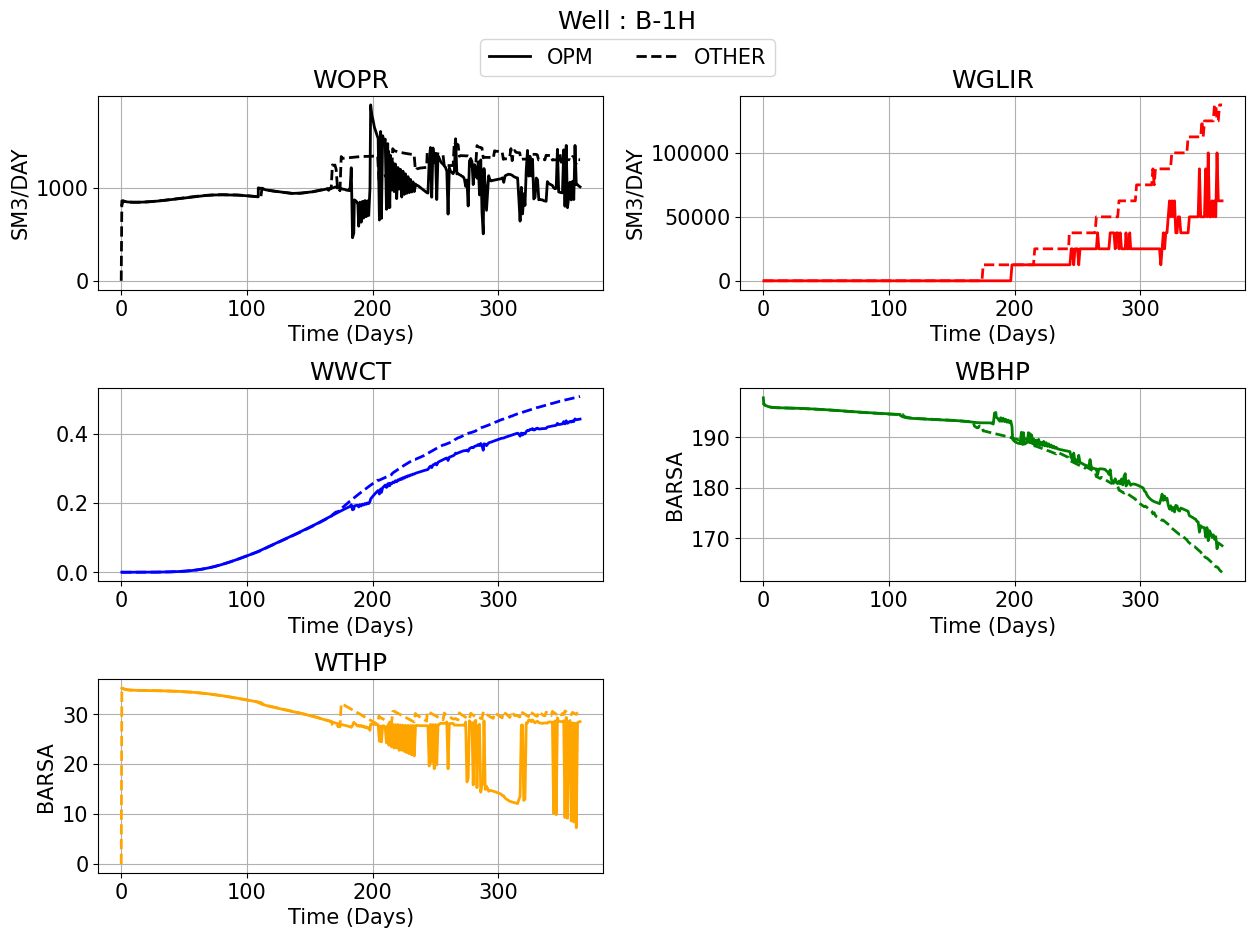 Well : B-1H
OPM OTHER
WOPR
SM3/DAY
1000
0
0 100 200 300
Time (Days)
WGLIR
SM3/DAY
100000
50000
0
0 100 200 300
Time (Days)
WWCT
0.4
0.2
0.0
0 100 200 300
Time (Days)
WBHP
BARSA
190
180
170
0 100 200 300
Time (Days)
WTHP
BARSA
30
20
10
0
0 100 200 300
Time (Days)